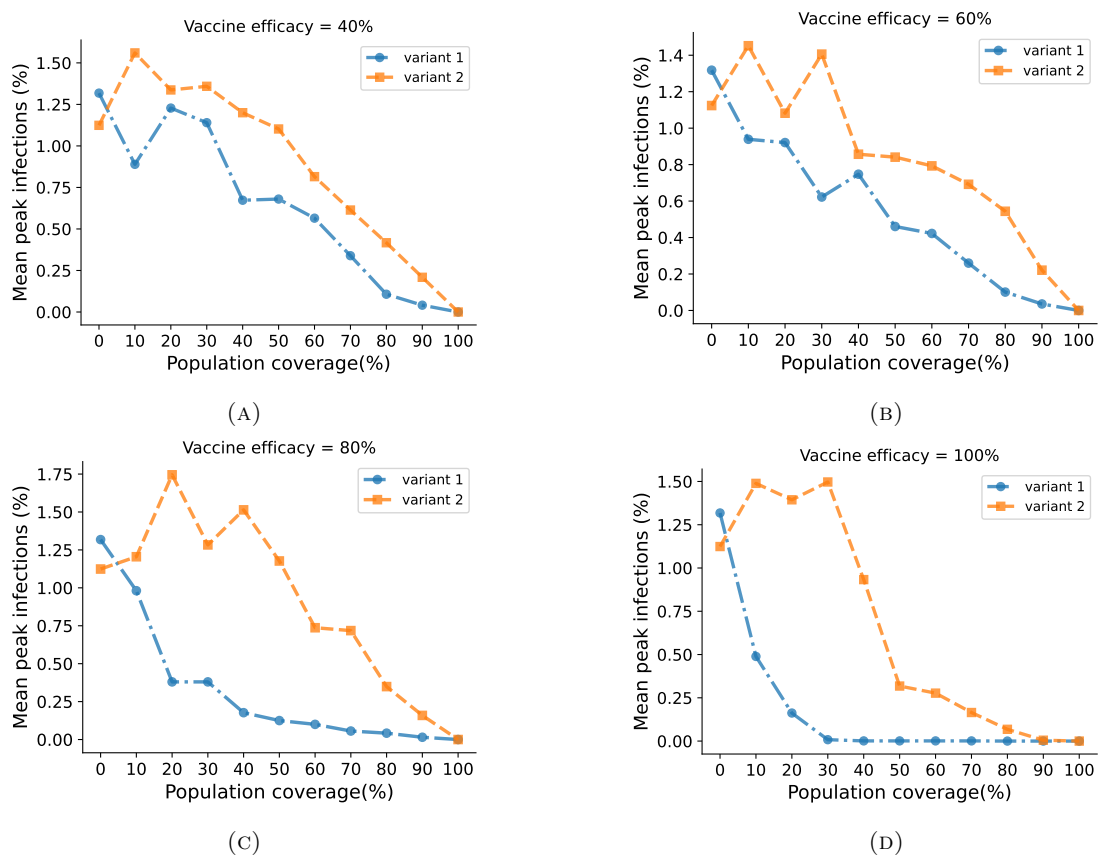 Vaccine efficacy = 40%
variant 1
variant 2
Mean peak infections (%)
1.50
1.25
1.00
0.75
0.50
0.25
0.00
0 10 20 30 40 50 60 70 80 90 100
Population coverage(%)
(A)
Vaccine efficacy = 60%
variant 1
variant 2
Mean peak infections (%)
1.4
1.2
1.0
0.8
0.6
0.4
0.2
0.0
0 10 20 30 40 50 60 70 80 90 100
Population coverage(%)
(B)
Vaccine efficacy = 80%
variant 1
variant 2
Mean peak infections (%)
1.75
1.50
1.25
1.00
0.75
0.50
0.25
0.00
0 10 20 30 40 50 60 70 80 90 100
Population coverage(%)
(C)
Vaccine efficacy = 100%
variant 1
variant 2
Mean peak infections (%)
1.50
1.25
1.00
0.75
0.50
0.25
0.00
0 10 20 30 40 50 60 70 80 90 100
Population coverage(%)
(D)